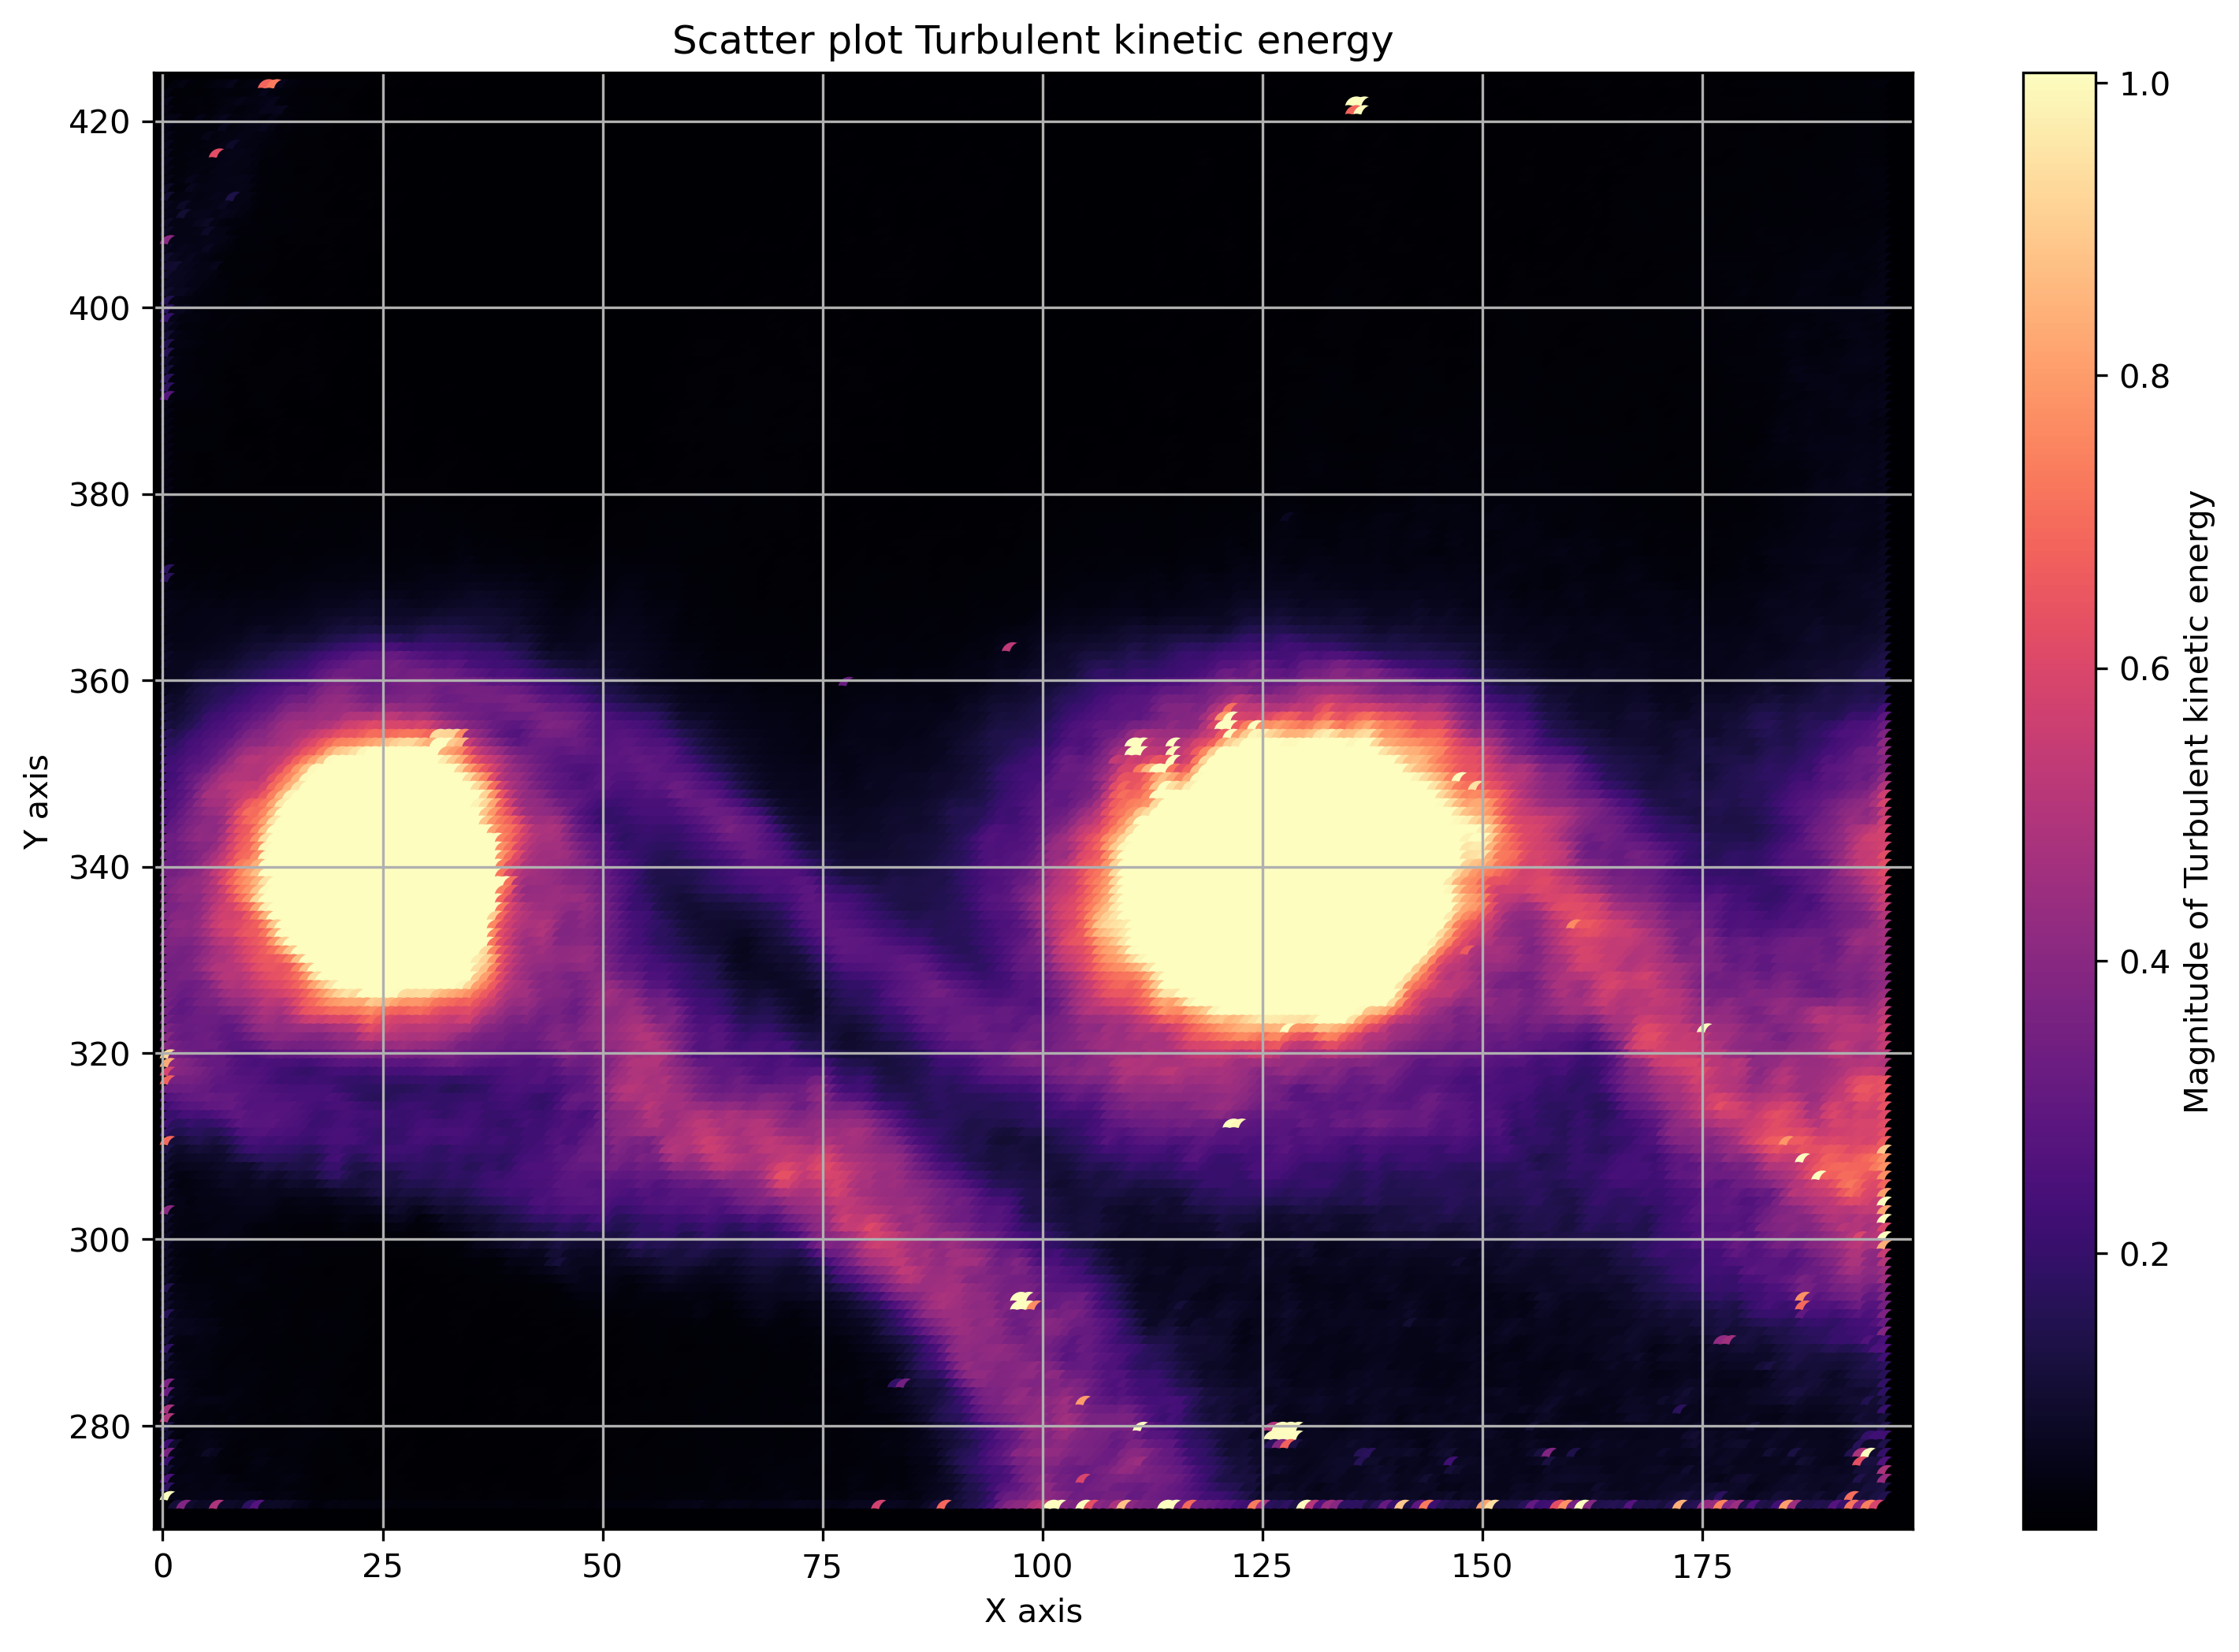 Scatter plot Turbulent kinetic energy
420
400
380
360
340
320
300
280
Y axis
0 25 50 75 100 125 150 175
X axis
1.0
0.8
0.6
0.4
0.2
Magnitude of Turbulent kinetic energy